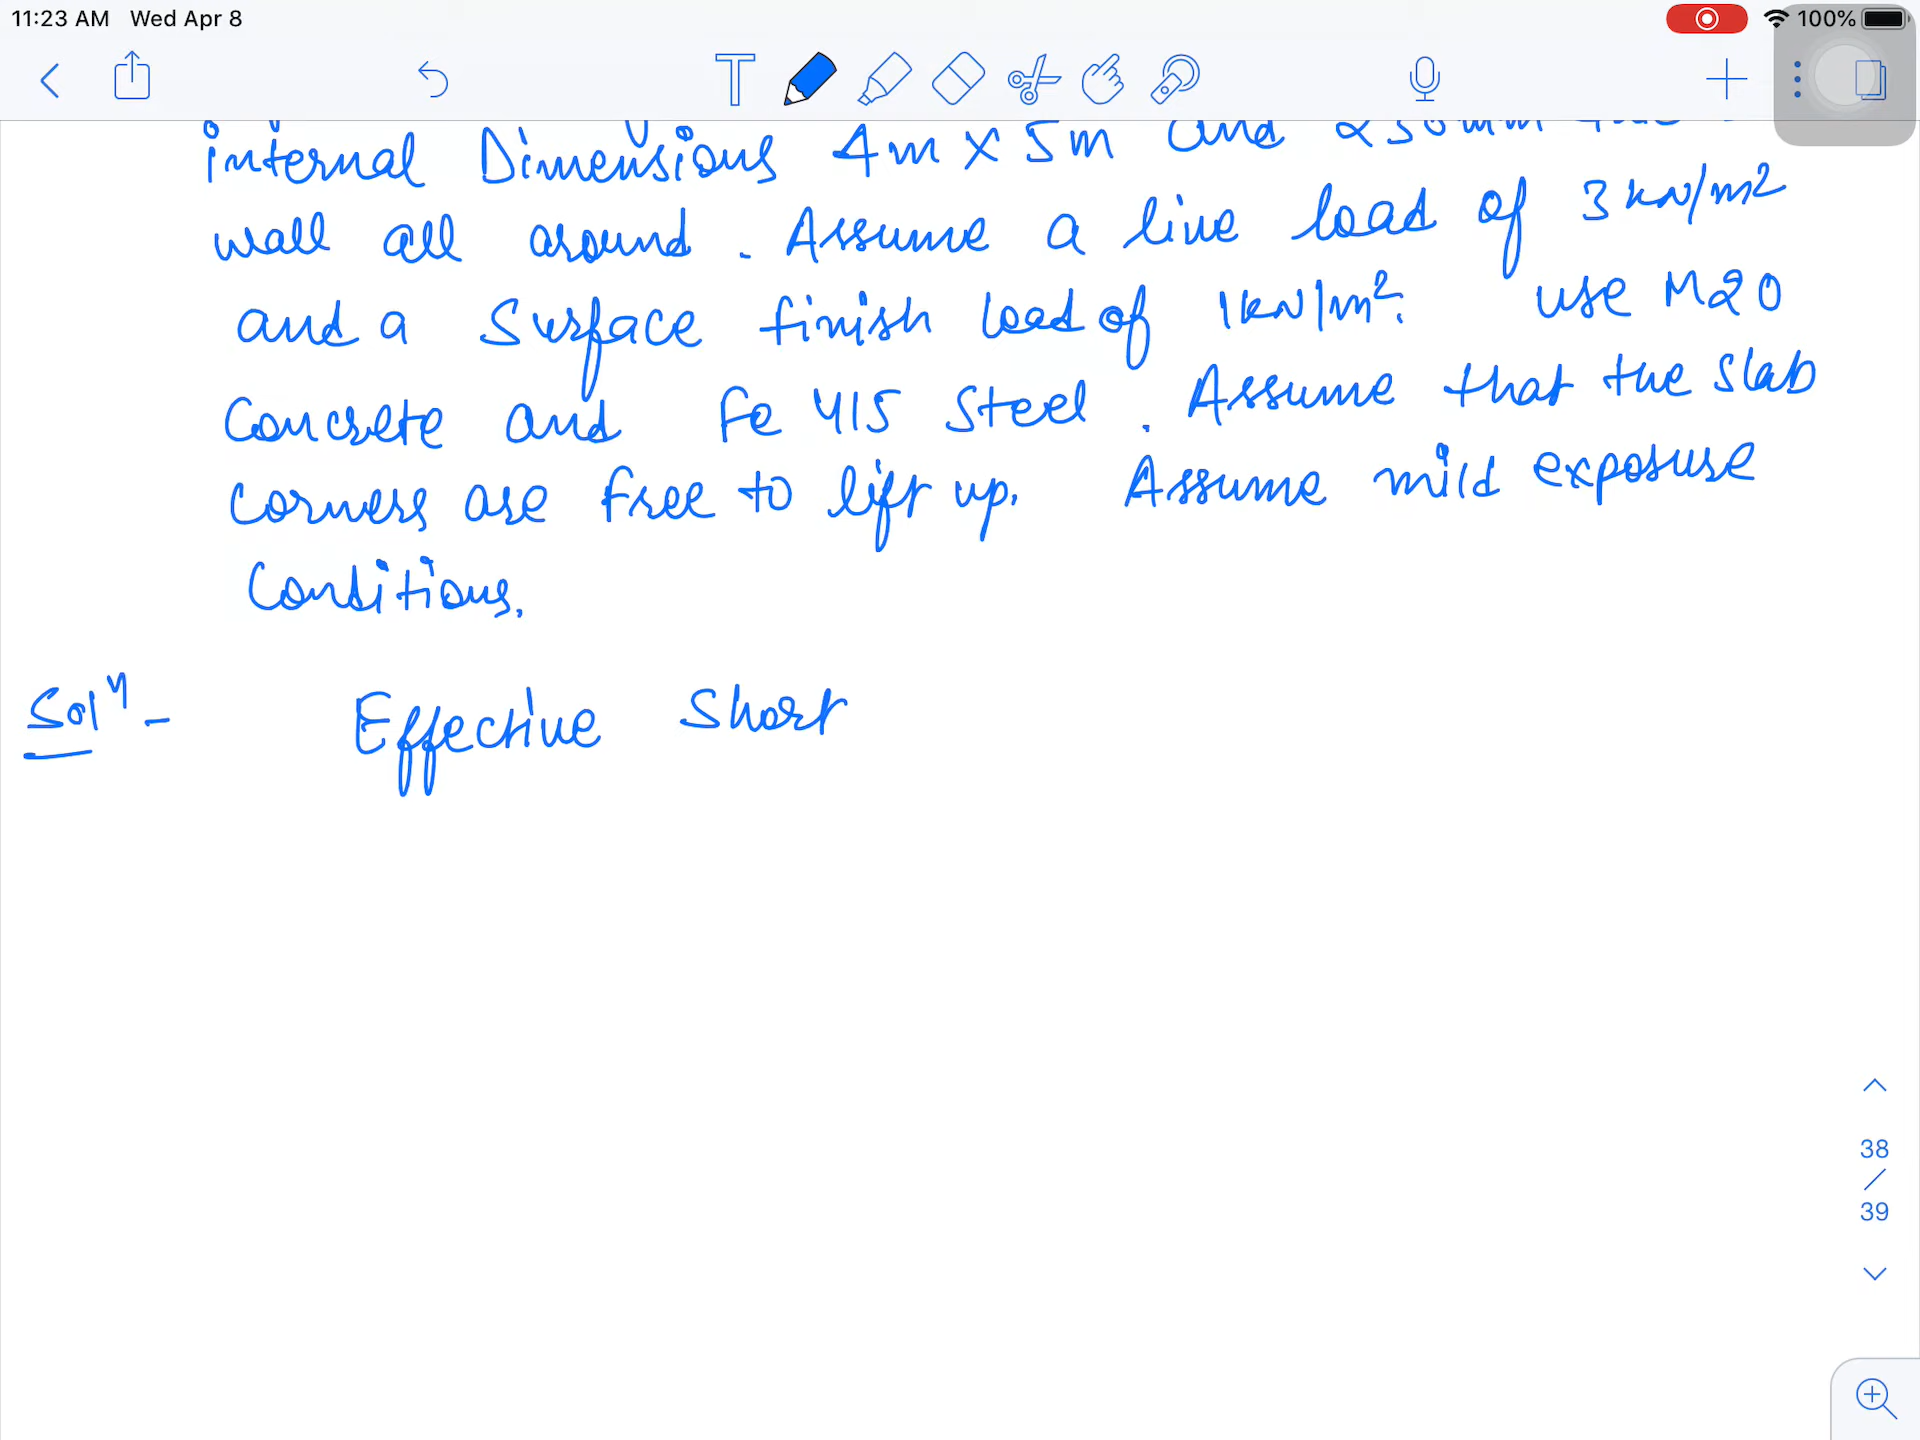 11:23 AM Wed Apr 8
100%
internal Dimensions 4m x 5m and 230mm
wall all around. Assume a live load of 3 kN/m²
and a Surface finish load of 1kN/m². use M20
Concrete and Fe 415 Steel. Assume that the slab
corners are free to lift up. Assume mild exposure
Conditions.
Solⁿ - Effective Short
38
/
39